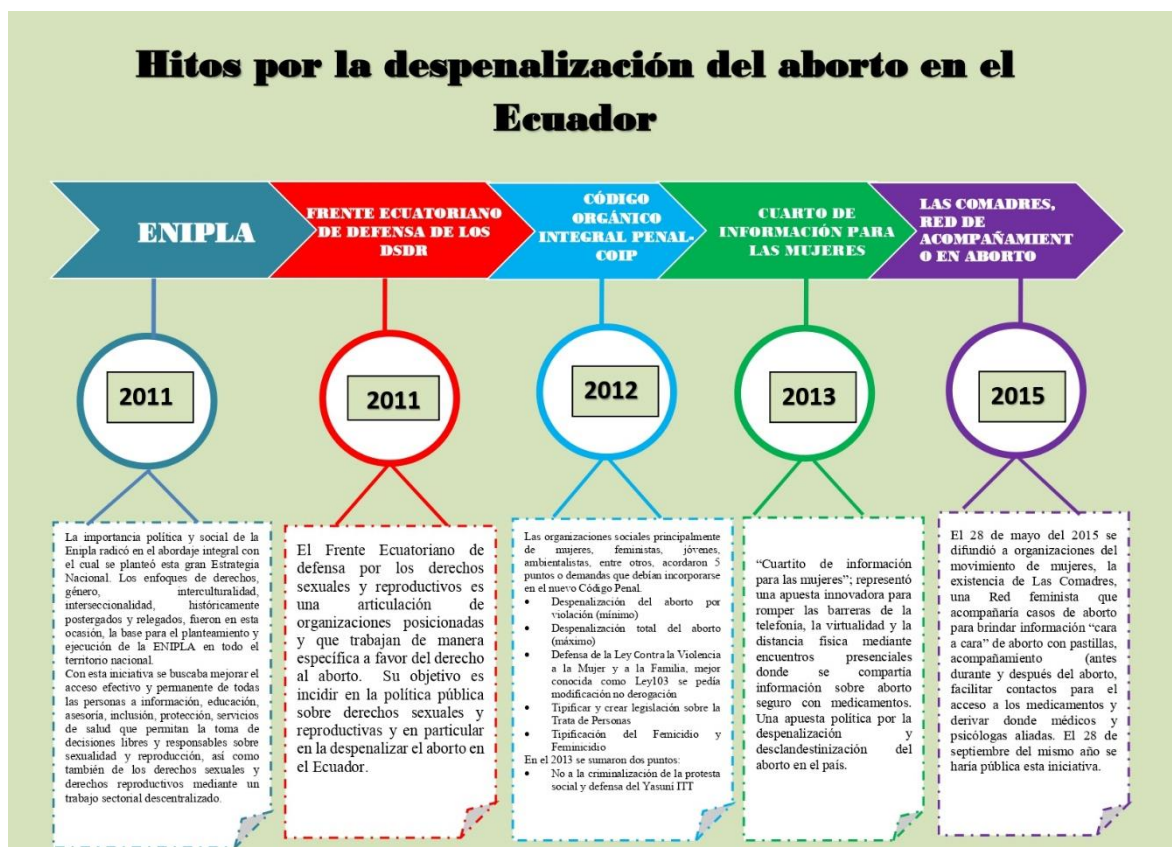 Hitos por la despenalización del aborto en el
Ecuador
ENIPLA
FRENTE ECUATORIANO
DE DEFENSA DE LOS
DSDR
CÓDIGO
ORGÁNICO
INTEGRAL PENAL-
COIP
CUARTO DE
INFORMACIÓN PARA
LAS MUJERES
LAS COMADRES,
RED DE
ACOMPAÑAMIENT
O EN ABORTO
2011
2011
2012
2013
2015
La importancia política y social de la
Enipla radicó en el abordaje integral con
el cual se planteó esta gran Estrategia
Nacional. Los enfoques de derechos,
género, interculturalidad,
interseccionalidad, históricamente
postergados y relegados, fueron en esta
ocasión, la base para el planteamiento y
ejecución de la ENIPLA en todo el
territorio nacional.
Con esta iniciativa se buscaba mejorar el
acceso efectivo y permanente de todas
las personas a información, educación,
asesoría, inclusión, protección, servicios
de salud que permitan la toma de
decisiones libres y responsables sobre
sexualidad y reproducción, así como
también de los derechos sexuales y
derechos reproductivos mediante un
trabajo sectorial descentralizado.
El Frente Ecuatoriano de
defensa por los derechos
sexuales y reproductivos es
una articulación de
organizaciones posicionadas
y que trabajan de manera
específica a favor del derecho
al aborto. Su objetivo es
incidir en la política pública
sobre derechos sexuales y
reproductivas y en particular
en la despenalizar el aborto en
el Ecuador.
Las organizaciones sociales principalmente
de mujeres, feministas, jóvenes,
ambientalistas, entre otros, acordaron 5
puntos o demandas que debían incorporarse
en el nuevo Código Penal.
• Despenalización del aborto por
violación (mínimo)
• Despenalización total del aborto
(máximo)
• Defensa de la Ley Contra la Violencia
a la Mujer y a la Familia, mejor
conocida como Ley103 se pedía
modificación no derogación
• Tipificar y crear legislación sobre la
Trata de Personas
• Tipificación del Femicidio y
Feminicidio
En el 2013 se sumaron dos puntos:
• No a la criminalización de la protesta
social y defensa del Yasuní ITT
“Cuartito de información
para las mujeres”; representó
una apuesta innovadora para
romper las barreras de la
telefonía, la virtualidad y la
distancia física mediante
encuentros presenciales
donde se compartía
información sobre aborto
seguro con medicamentos.
Una apuesta política por la
despenalización y
desclandestinización del
aborto en el país.
El 28 de mayo del 2015 se
difundió a organizaciones del
movimiento de mujeres, la
existencia de Las Comadres,
una Red feminista que
acompañaría casos de aborto
para brindar información “cara
a cara” de aborto con pastillas,
acompañamiento (antes
durante y después del aborto,
facilitar contactos para el
acceso a los medicamentos y
derivar donde médicos y
psicólogas aliadas. El 28 de
septiembre del mismo año se
haría pública esta iniciativa.